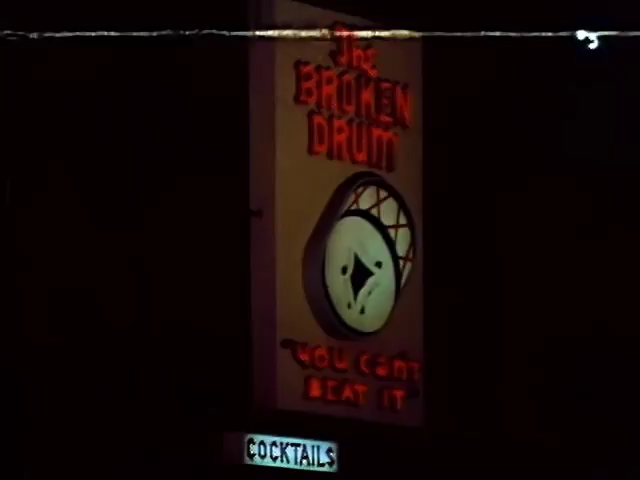 The
BROKEN
DRUM
"YOU Can't
BEAT IT"
COCKTAILS